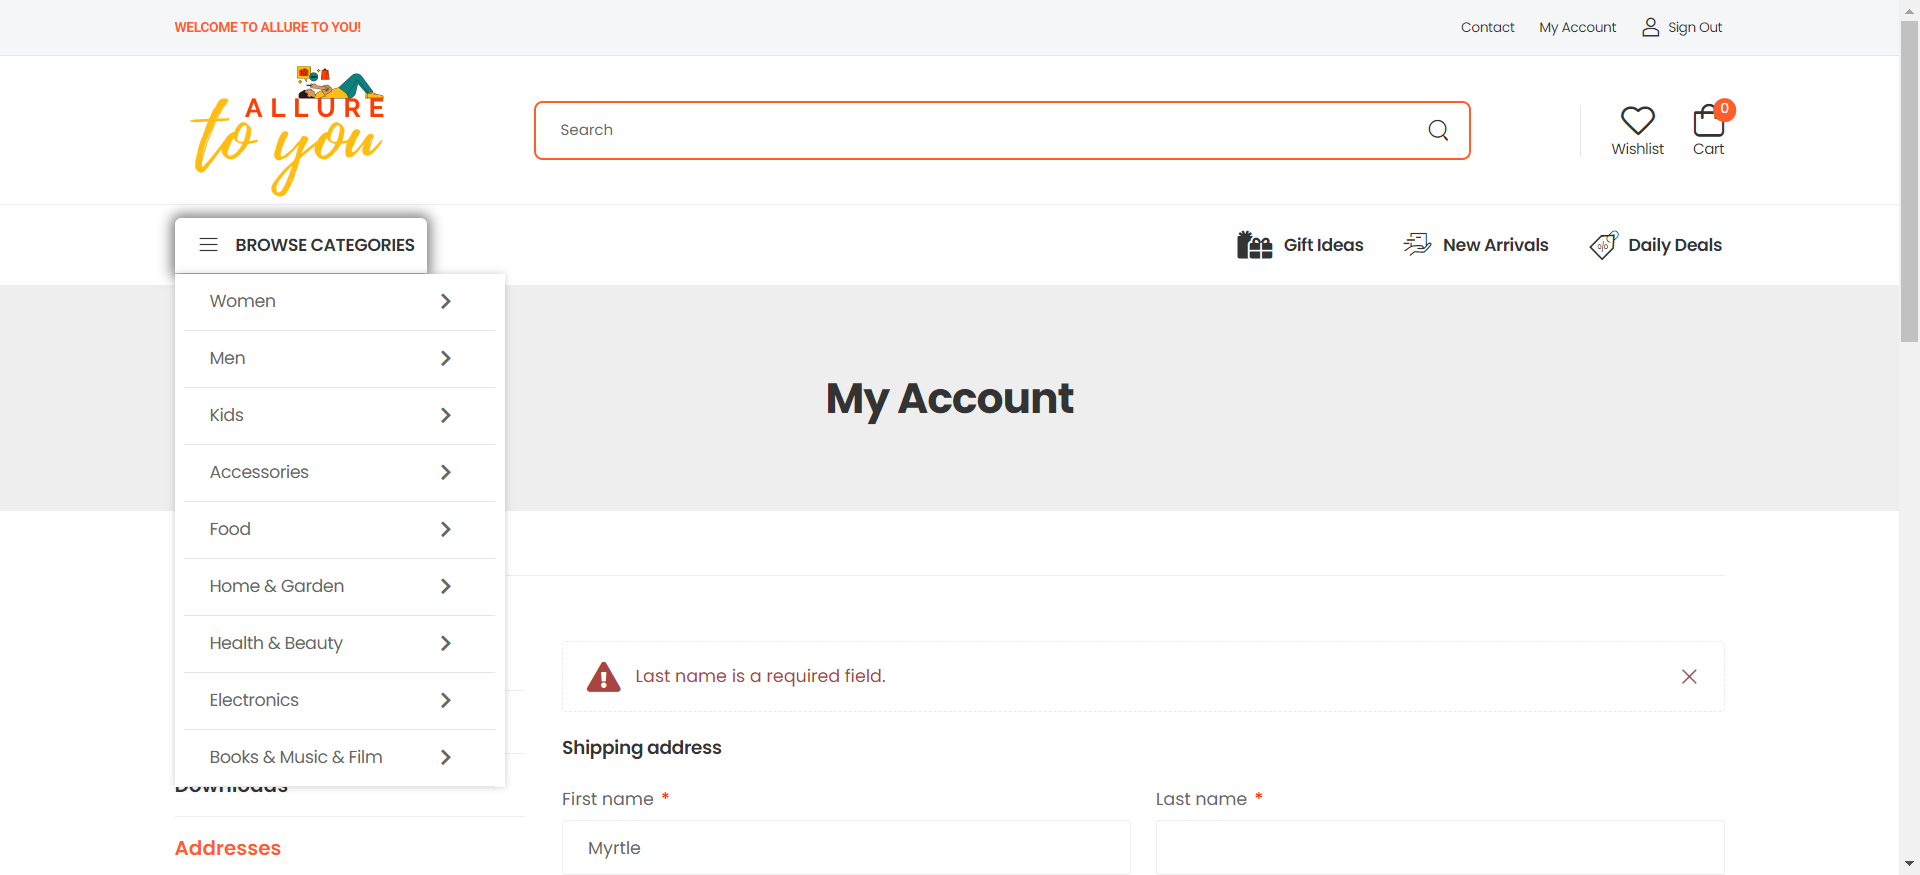 WELCOME TO ALLURE TO YOU!
Contact
My Account
Sign Out
ALLURE
to you
Search
Wishlist
0
Cart
BROWSE CATEGORIES
Gift Ideas
New Arrivals
Daily Deals
Women
Men
Kids
Accessories
Food
Home & Garden
Health & Beauty
Electronics
Books & Music & Film
My Account
Downloads
Addresses
Last name is a required field.
Shipping address
First name *
Last name *
Myrtle